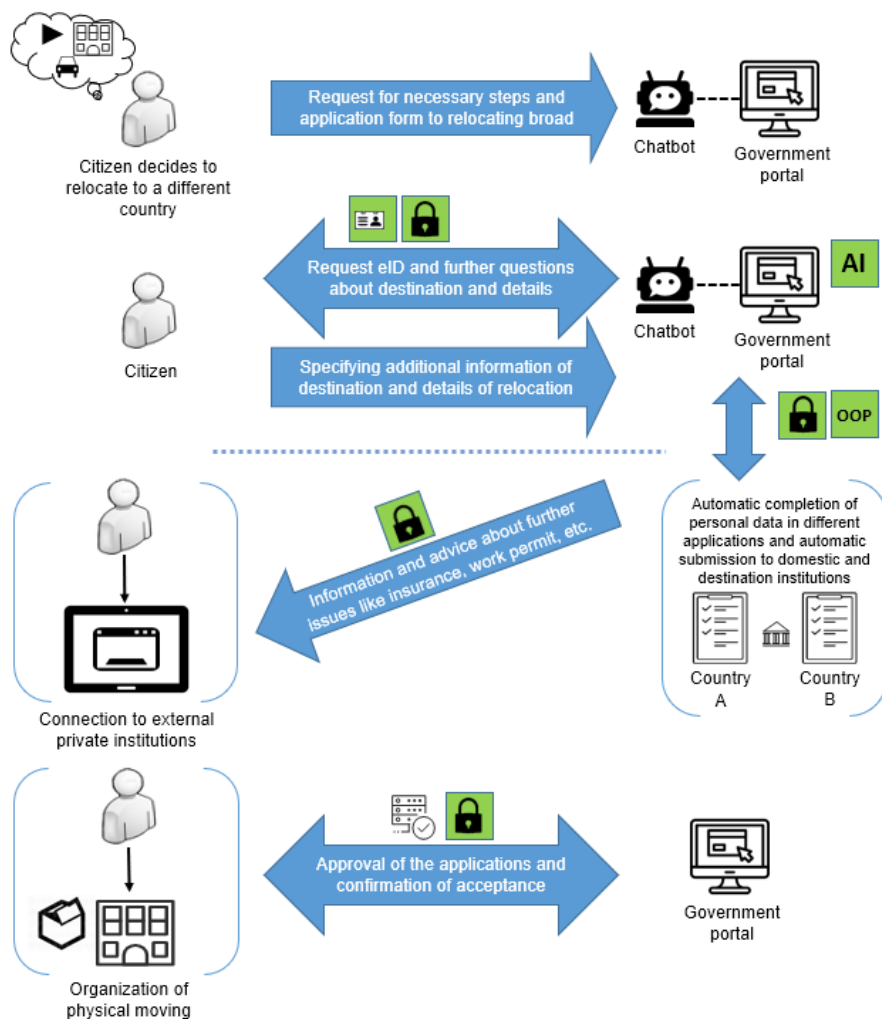 Request for necessary steps and
application form to relocating broad
Chatbot
Government
portal
Citizen decides to
relocate to a different
country
Request eID and further questions
about destination and details
AI
Chatbot
Government
portal
Citizen
Specifying additional information of
destination and details of relocation
OOP
Information and advice about further
issues like insurance, work permit, etc.
Automatic completion of
personal data in different
applications and automatic
submission to domestic and
destination institutions
Country
A
Country
B
Connection to external
private institutions
Approval of the applications and
confirmation of acceptance
Government
portal
Organization of
physical moving